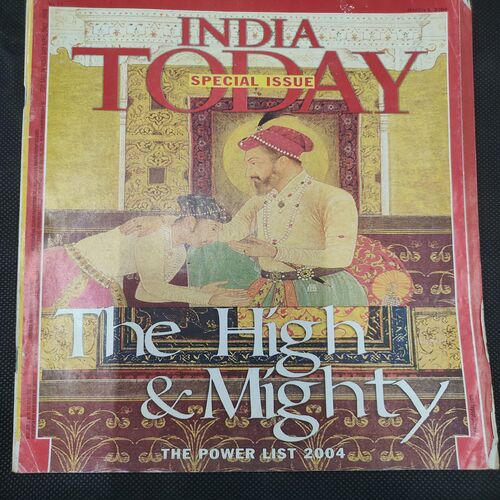 INDIA
TODAY
SPECIAL ISSUE
The High
& Mighty
THE POWER LIST 2004